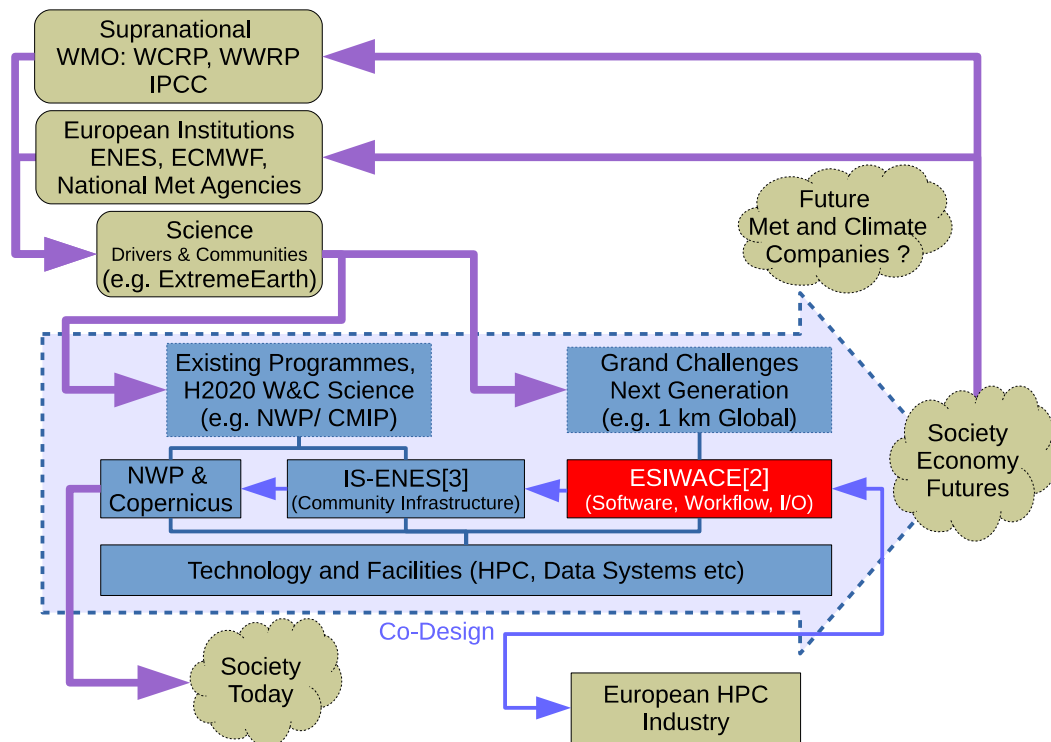 Supranational
WMO: WCRP, WWRP
IPCC
European Institutions
ENES, ECMWF,
National Met Agencies
Science
Drivers & Communities
(e.g. ExtremeEarth)
Future
Met and Climate
Companies ?
Existing Programmes,
H2020 W&C Science
(e.g. NWP/ CMIP)
Grand Challenges
Next Generation
(e.g. 1 km Global)
Society
Economy
Futures
NWP &
Copernicus
IS-ENES[3]
(Community Infrastructure)
ESIWACE[2]
(Software, Workflow, I/O)
Technology and Facilities (HPC, Data Systems etc)
Co-Design
Society
Today
European HPC
Industry